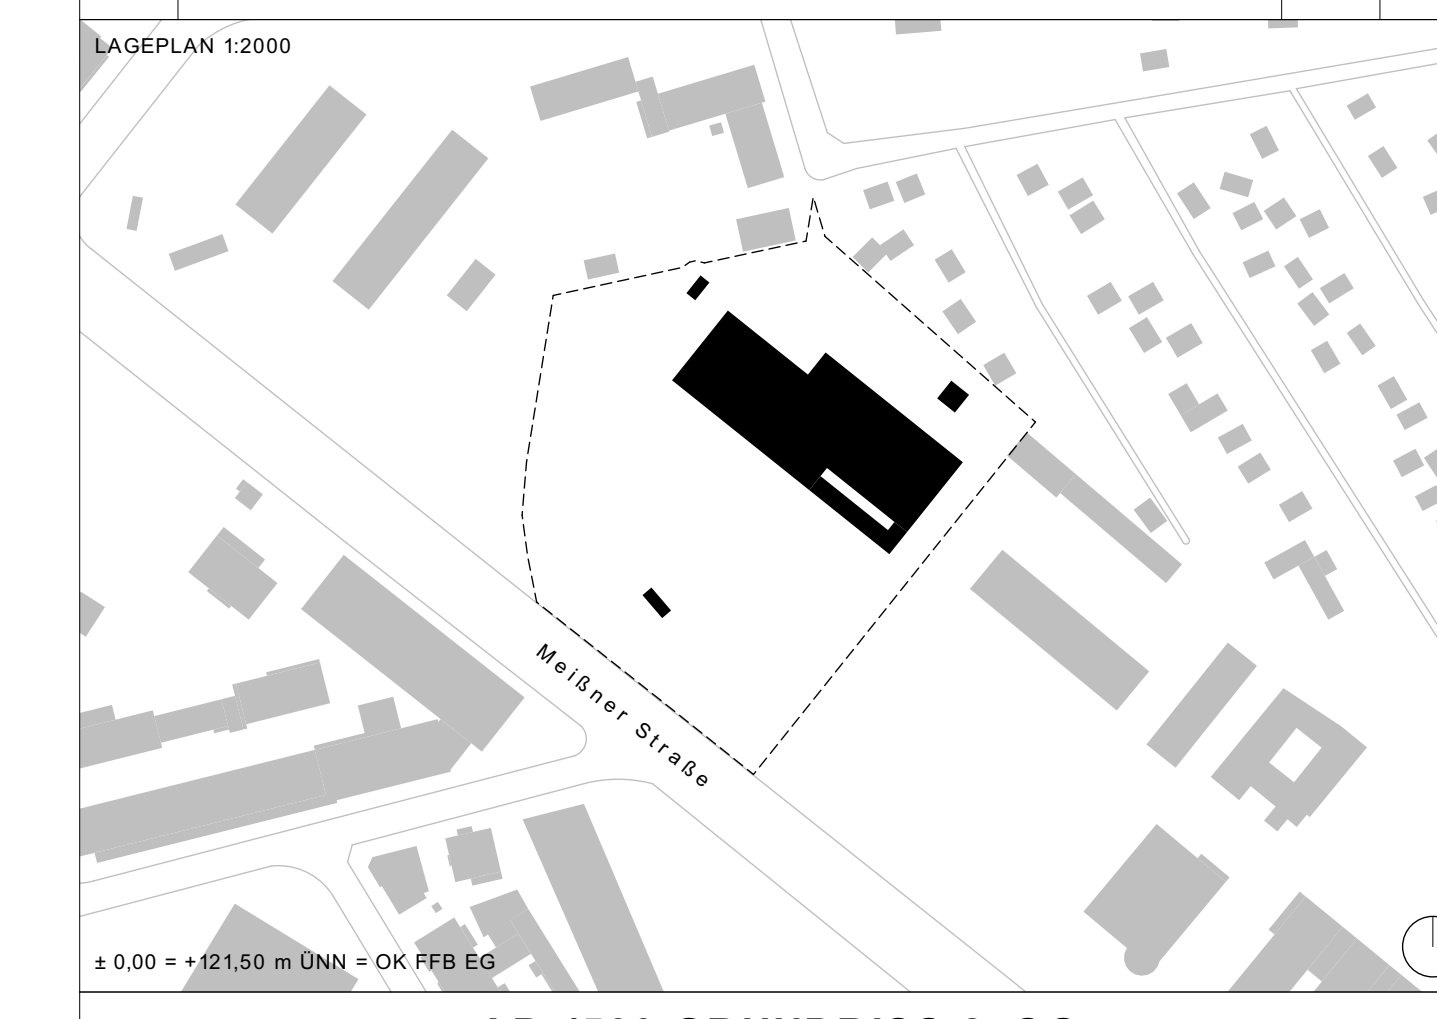 LAGEPLAN 1:2000
Meißner Straße
± 0,00 = +121,50 m ÜNN = OK FFB EG